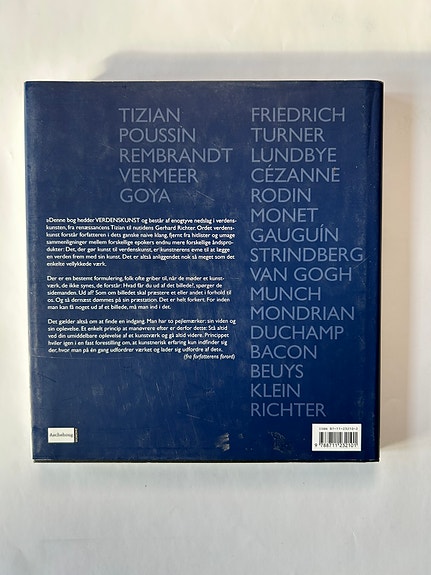 TIZIAN
POUSSIN
REMBRANDT
VERMEER
GOYA
FRIEDRICH
TURNER
LUNDBYE
CÉZANNE
RODIN
MONET
GAUGUÍN
STRINDBERG
VAN GOGH
MUNCH
MONDRIAN
DUCHAMP
BACON
BEUYS
KLEIN
RICHTER
»Denne bog hedder VERDENSKUNST og består af enogtyve nedslag i verdens-
kunsten, fra renæssancens Tizian til nutidens Gerhard Richter. Ordet verdens-
kunst forstår forfatteren i dets ganske naive klang, fjernt fra hitlister og umage
sammenligninger mellem forskellige epokers endnu mere forskellige åndspro-
dukter: Det, der gør kunst til verdenskunst, er kunstnerens evne til at lægge
en verden frem med sin kunst. Det er altså anliggendet nok så meget som det
enkelte vellykkede værk.
Der er en bestemt formulering, folk ofte griber til, når de møder et kunst-
værk, de ikke synes, de forstår: Hvad får du ud af det billede?, spørger de
sidemanden. Ud af? Som om billedet skal præstere et eller andet i forhold til
os. Og så dernæst dømmes på sin præstation. Det er helt forkert. For inden
man kan få noget ud af et billede, må man ind i det.
Det gælder altså om at finde en indgang. Man har to pejlemærker: sin viden og
sin oplevelse. Et enkelt princip at manøvrere efter er derfor dette: Stå altid
ved din umiddelbare oplevelse af et kunstværk og gå altid videre. Princippet
hviler igen i en fast forestilling om, at kunstnerisk erfaring kun indfinder sig
der, hvor man på én gang udfordrer værket og lader sig udfordre af det«.
(fra forfatterens forord)
Aschehoug
ISBN 87-11-23210-2
9 788711 232101